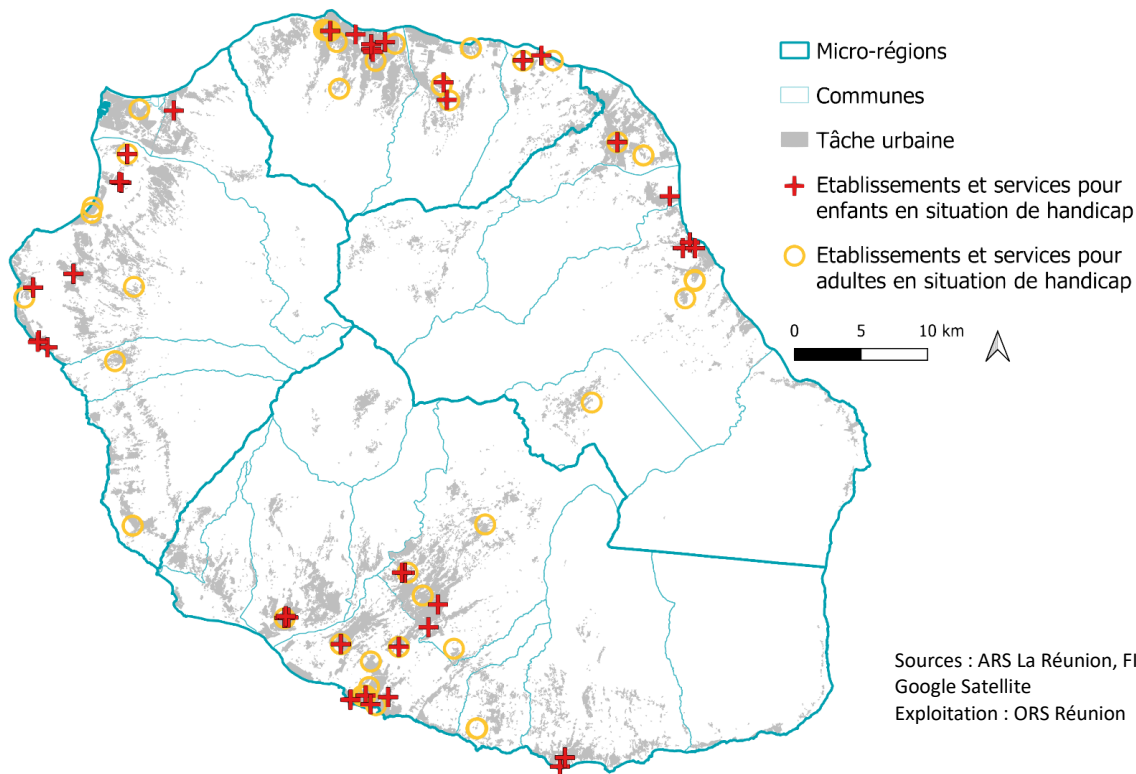 Micro-régions
Communes
Tâche urbaine
Etablissements et services pour
enfants en situation de handicap
Etablissements et services pour
adultes en situation de handicap
0 5 10 km
Sources : ARS La Réunion, FI
Google Satellite
Exploitation : ORS Réunion